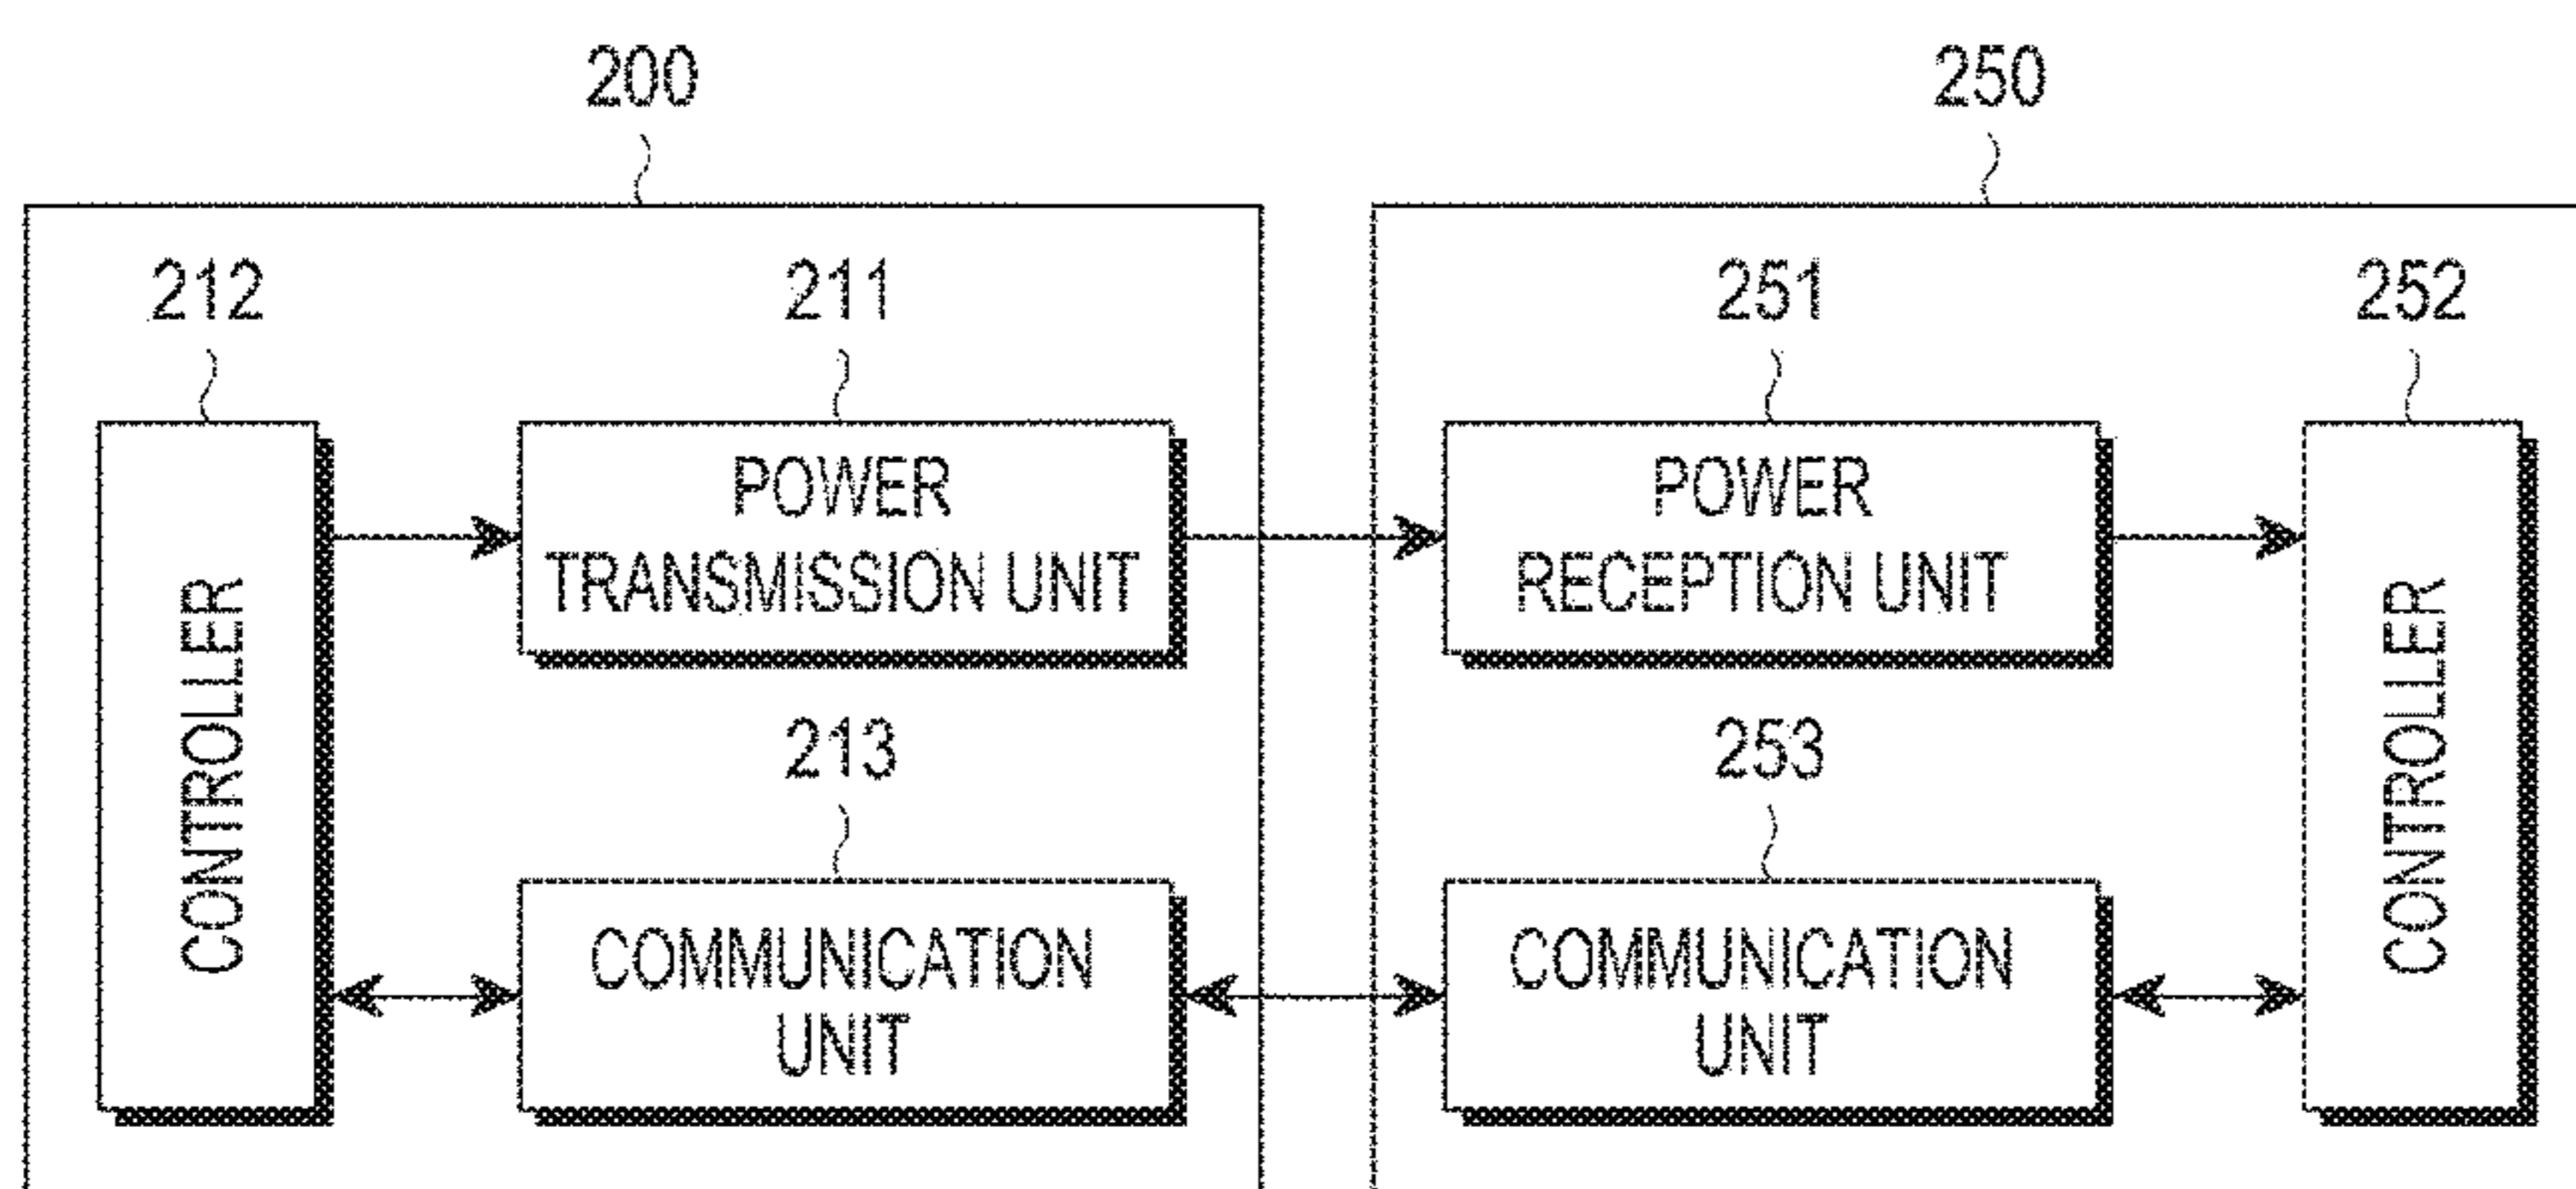 200
250
212
211
251
252
POWER
TRANSMISSION UNIT
POWER
RECEPTION UNIT
CONTROLLER
CONTROLLER
213
253
COMMUNICATION
UNIT
COMMUNICATION
UNIT